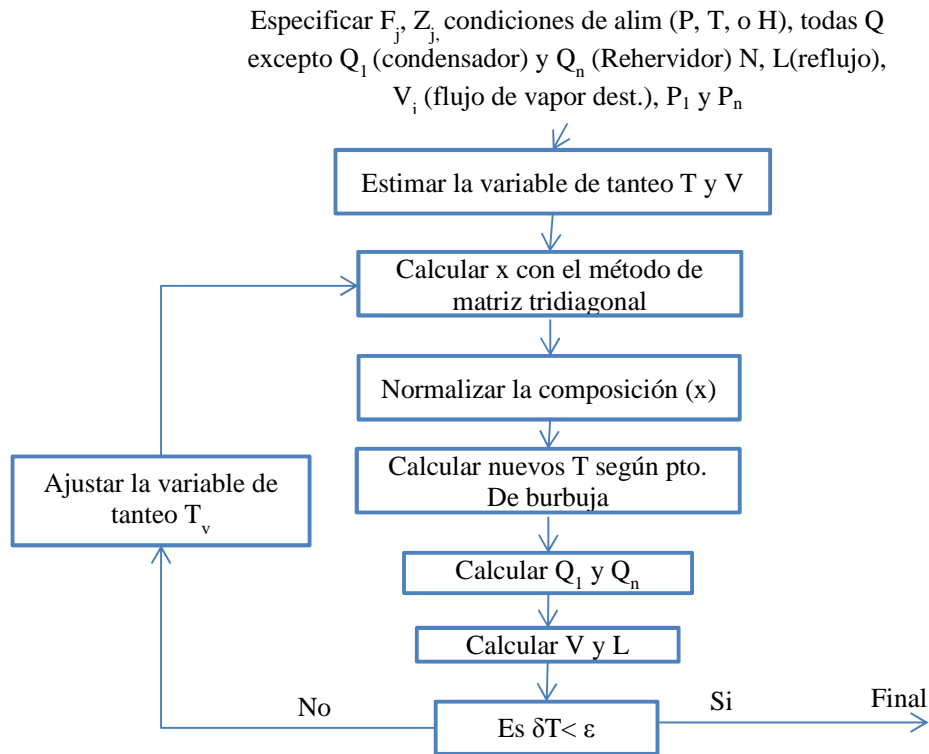 Especificar F_j, Z_j, condiciones de alim (P, T, o H), todas Q
excepto Q_1 (condensador) y Q_n (Rehervidor) N, L(reflujo),
V_i (flujo de vapor dest.), P_1 y P_n
Estimar la variable de tanteo T y V
Calcular x con el método de
matriz tridiagonal
Normalizar la composición (x)
Calcular nuevos T según pto.
De burbuja
Ajustar la variable de
tanteo T_v
Calcular Q_1 y Q_n
Calcular V y L
No
Es δT< ε
Si
Final